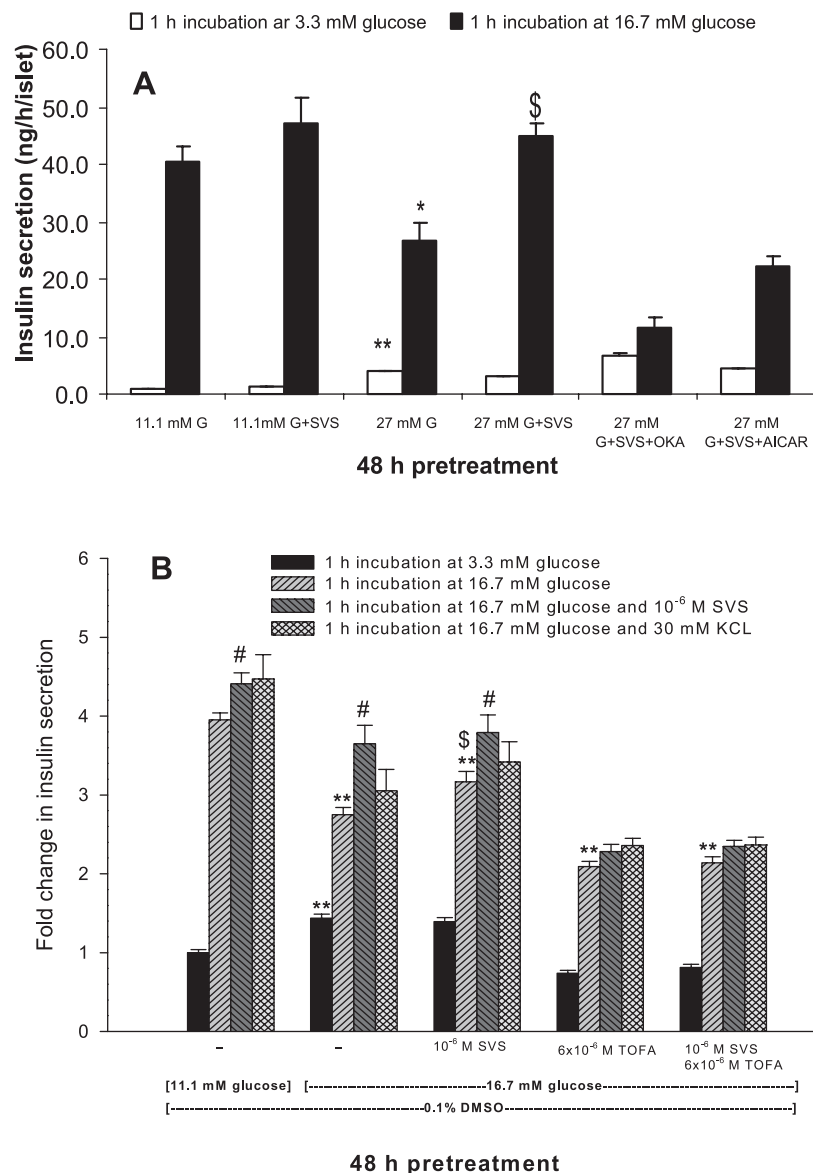 1 h incubation ar 3.3 mM glucose 1 h incubation at 16.7 mM glucose
A
Insulin secretion (ng/h/islet)
60.0
50.0
40.0
30.0
20.0
10.0
0.0
$
*
**
11.1 mM G 11.1mM G+SVS 27 mM G 27 mM G+SVS 27 mM 27 mM
G+SVS+OKA G+SVS+AICAR
48 h pretreatment
B
1 h incubation at 3.3 mM glucose
1 h incubation at 16.7 mM glucose
1 h incubation at 16.7 mM glucose and 10-6 M SVS
1 h incubation at 16.7 mM glucose and 30 mM KCL
Fold change in insulin secretion
6
5
4
3
2
1
0
# # #
$
** ** ** ** **
– – 10-6 M SVS 6x10-6 M TOFA 10-6 M SVS
6x10-6 M TOFA
[11.1 mM glucose] [----------------------------16.7 mM glucose------------------------------]
[-------------------------------------0.1% DMSO-------------------------------------------]
48 h pretreatment